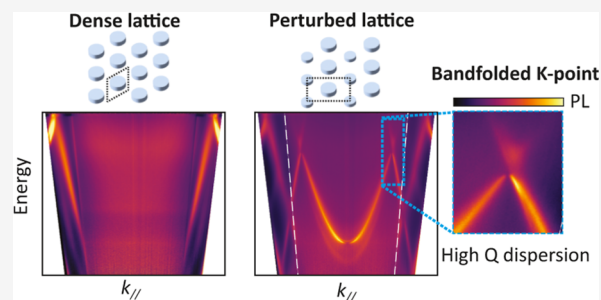 Dense lattice
Perturbed lattice
Bandfolded K-point
PL
Energy
k//
k//
High Q dispersion